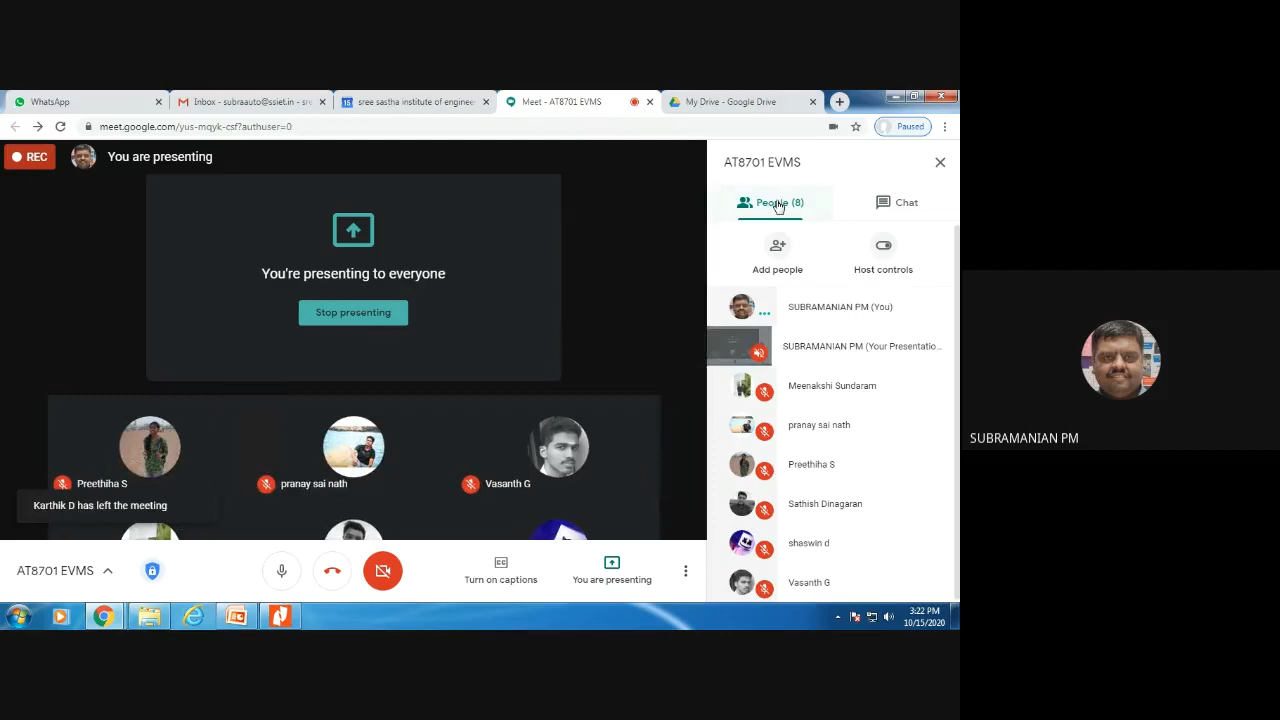 WhatsApp
Inbox - subraauto@ssiet.in - sre
sree sastha institute of enginee
Meet - AT8701 EVMS
My Drive - Google Drive
meet.google.com/yus-mqyk-csf?authuser=0
Paused
REC
You are presenting
You're presenting to everyone
Stop presenting
Preethiha S
pranay sai nath
Vasanth G
Karthik D has left the meeting
AT8701 EVMS
Turn on captions
You are presenting
AT8701 EVMS
People (8)
Chat
Add people
Host controls
SUBRAMANIAN PM (You)
SUBRAMANIAN PM (Your Presentatio...
Meenakshi Sundaram
pranay sai nath
Preethiha S
Sathish Dinagaran
shaswin d
Vasanth G
3:22 PM
10/15/2020
SUBRAMANIAN PM